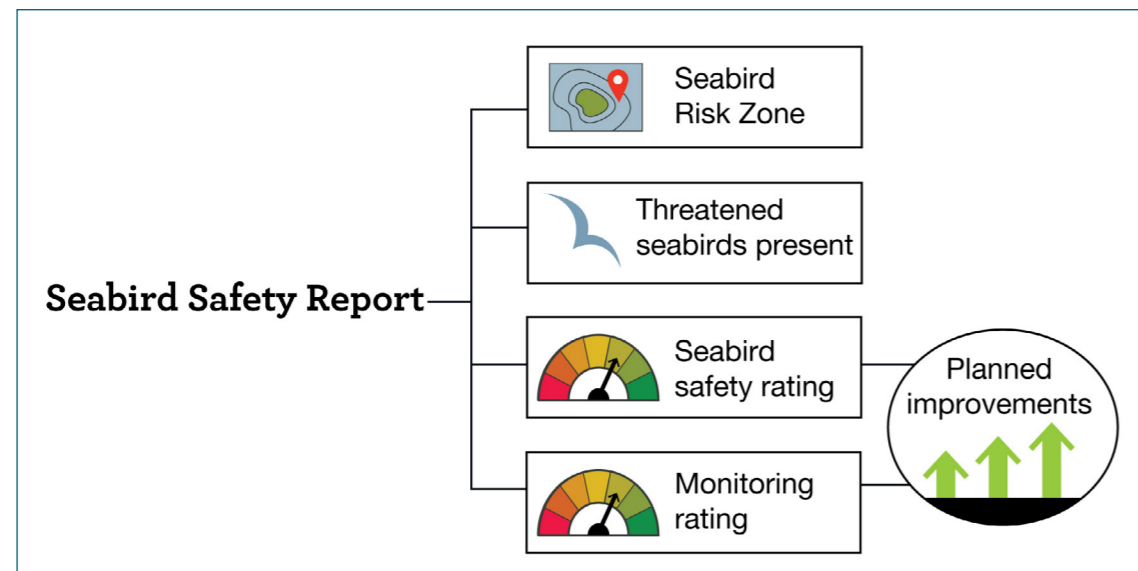 Seabird Safety Report
Seabird
Risk Zone
Threatened
seabirds present
Seabird
safety rating
Monitoring
rating
Planned
improvements